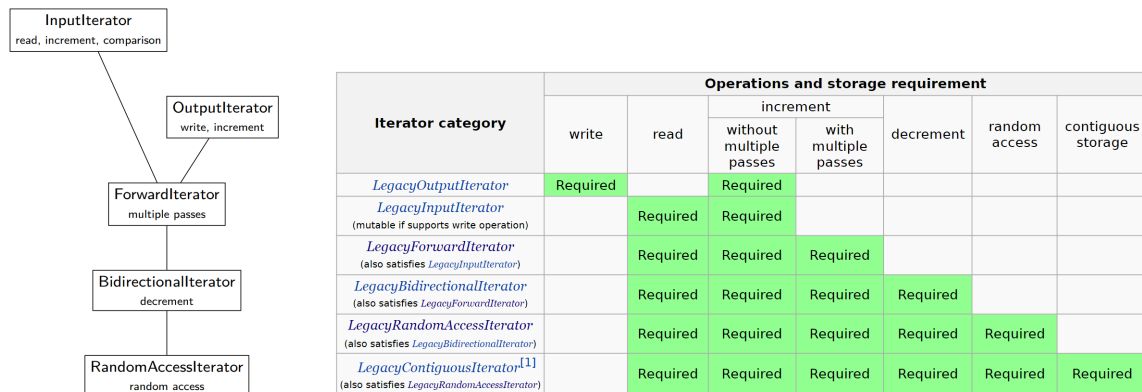 InputIterator
read, increment, comparison
OutputIterator
write, increment
ForwardIterator
multiple passes
BidirectionalIterator
decrement
RandomAccessIterator
random access
Iterator category
Operations and storage requirement
write
read
increment
without
multiple
passes
with
multiple
passes
decrement
random
access
contiguous
storage
LegacyOutputIterator
Required
Required
LegacyInputIterator
(mutable if supports write operation)
Required
Required
LegacyForwardIterator
(also satisfies LegacyInputIterator)
Required
Required
Required
LegacyBidirectionalIterator
(also satisfies LegacyForwardIterator)
Required
Required
Required
Required
LegacyRandomAccessIterator
(also satisfies LegacyBidirectionalIterator)
Required
Required
Required
Required
Required
LegacyContiguousIterator[1]
(also satisfies LegacyRandomAccessIterator)
Required
Required
Required
Required
Required
Required